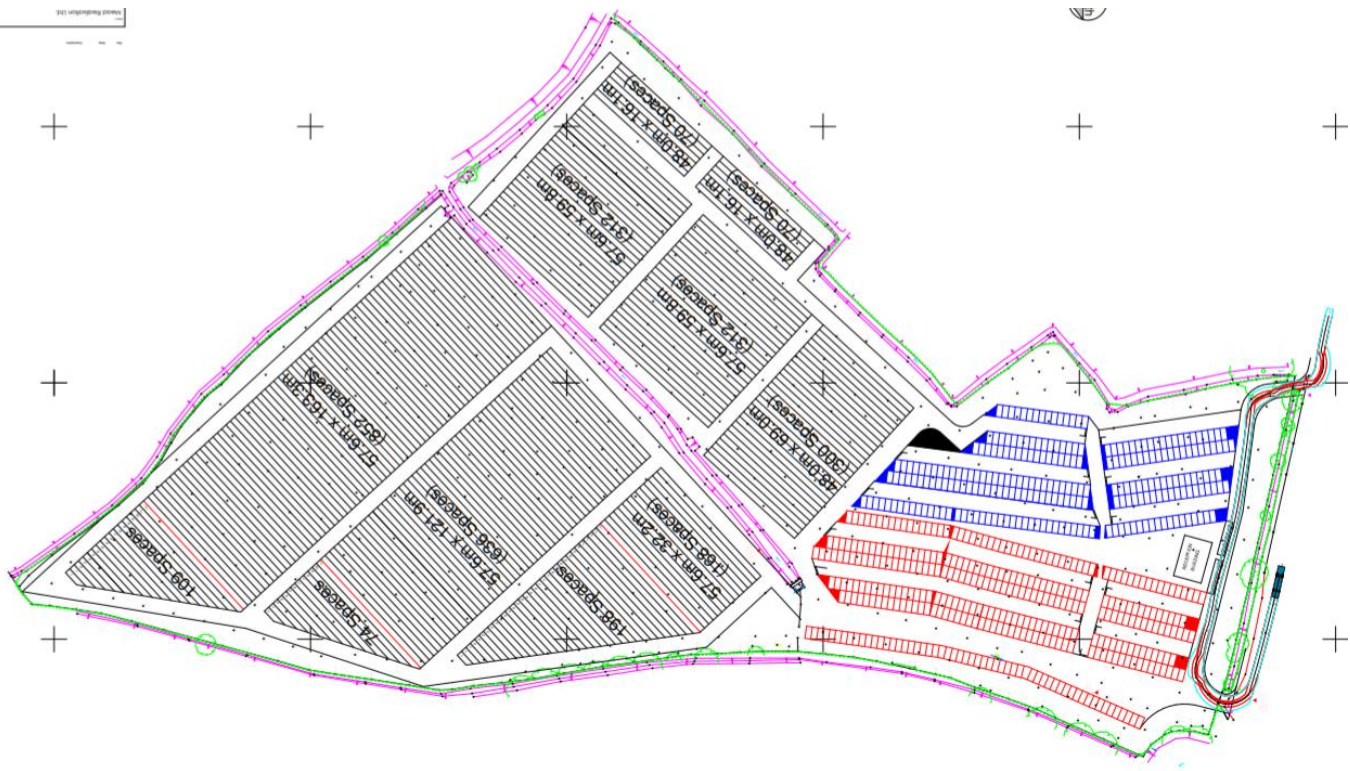 48.0m x 16.1m
(70 Spaces)
48.0m x 16.1m
(70 Spaces)
57.6m x 59.8m
(312 Spaces)
57.6m x 59.8m
(312 Spaces)
48.0m x 69.0m
(300 Spaces)
57.6m x 163.9m
(852 Spaces)
57.6m x 121.9m
(636 Spaces)
57.6m x 32.2m
(168 Spaces)
109 Spaces
74 Spaces
198 Spaces